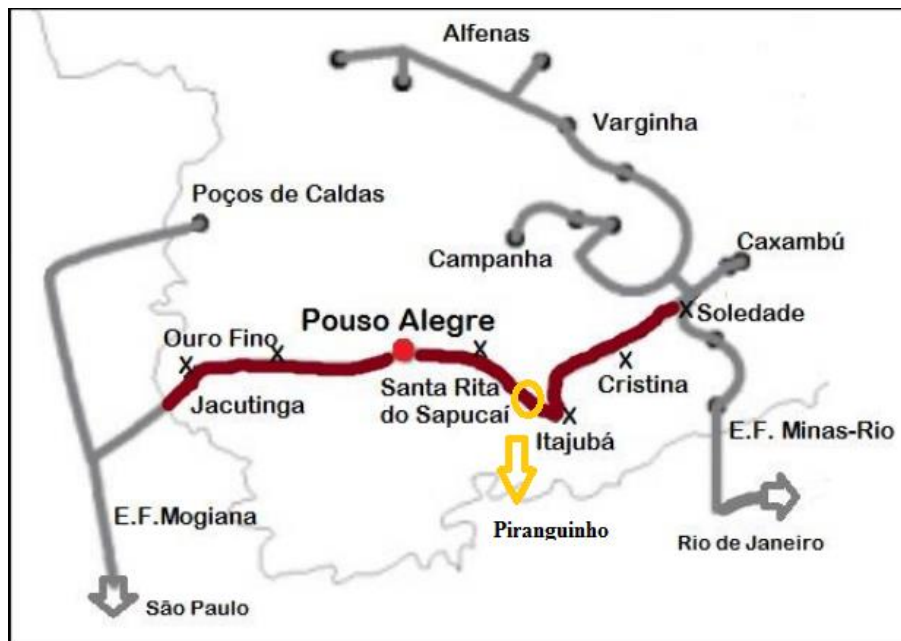 Alfenas
Varginha
Poços de Caldas
Caxambú
Campanha
Soledade
Pouso Alegre
Ouro Fino
Cristina
Santa Rita
do Sapucaí
Jacutinga
Itajubá
E.F. Minas-Rio
E.F.Mogiana
Piranguinho
Rio de Janeiro
São Paulo